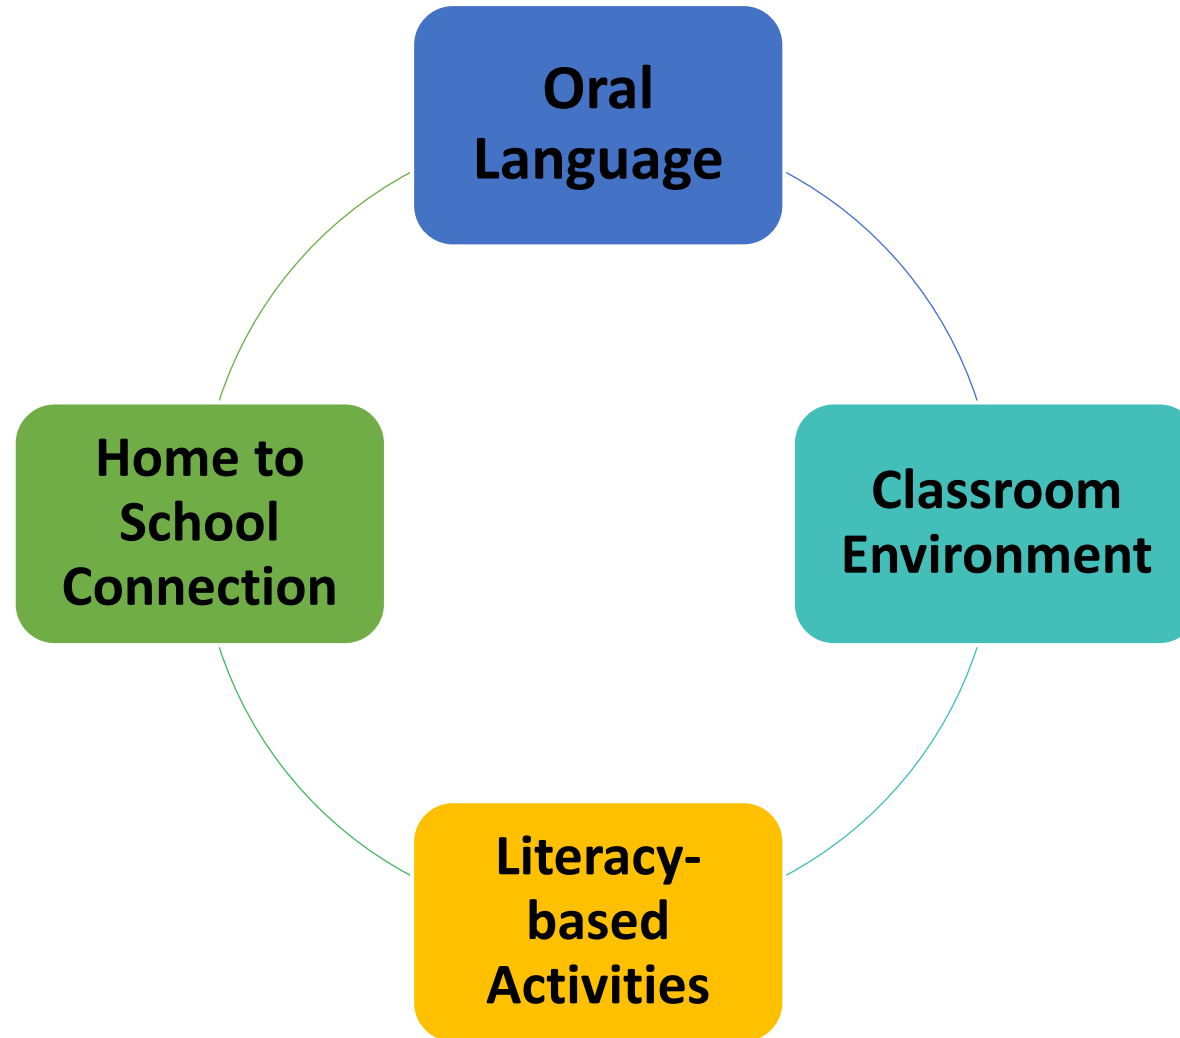 Oral
Language
Home to
School
Connection
Classroom
Environment
Literacy-
based
Activities